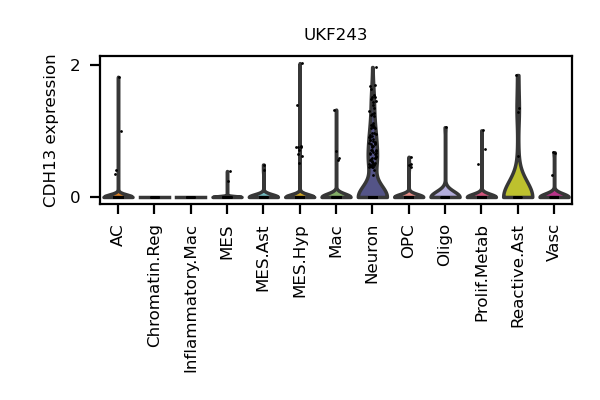 UKF243
CDH13 expression
2
0
AC
Chromatin.Reg
Inflammatory.Mac
MES
MES.Ast
MES.Hyp
Mac
Neuron
OPC
Oligo
Prolif.Metab
Reactive.Ast
Vasc